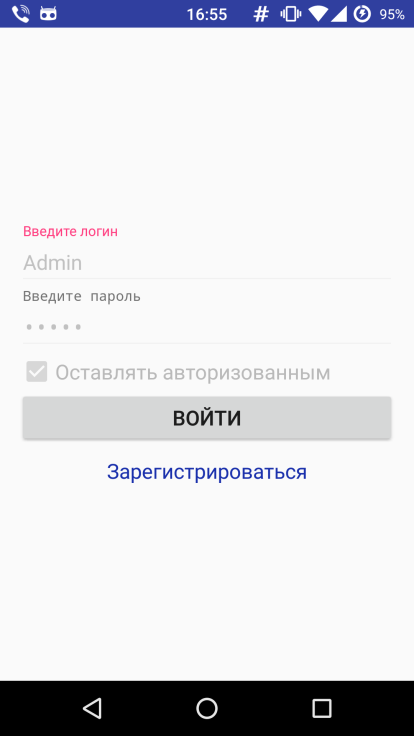 16:55 # 95%
Введите логин
Admin
Введите пароль
•••••
Оставлять авторизованным
ВОЙТИ
Зарегистрироваться